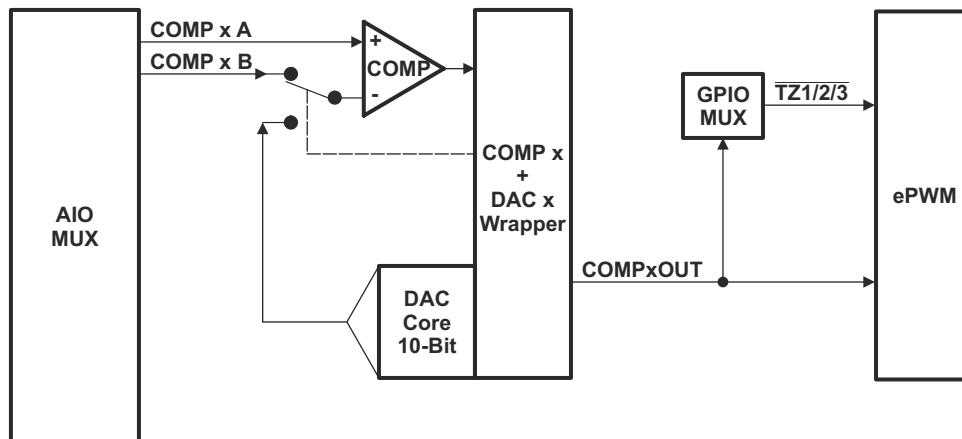 COMP x A
COMP x B
+
COMP
-
AIO
MUX
COMP x
+
DAC x
Wrapper
DAC
Core
10-Bit
COMPxOUT
GPIO
MUX
TZ1/2/3
ePWM